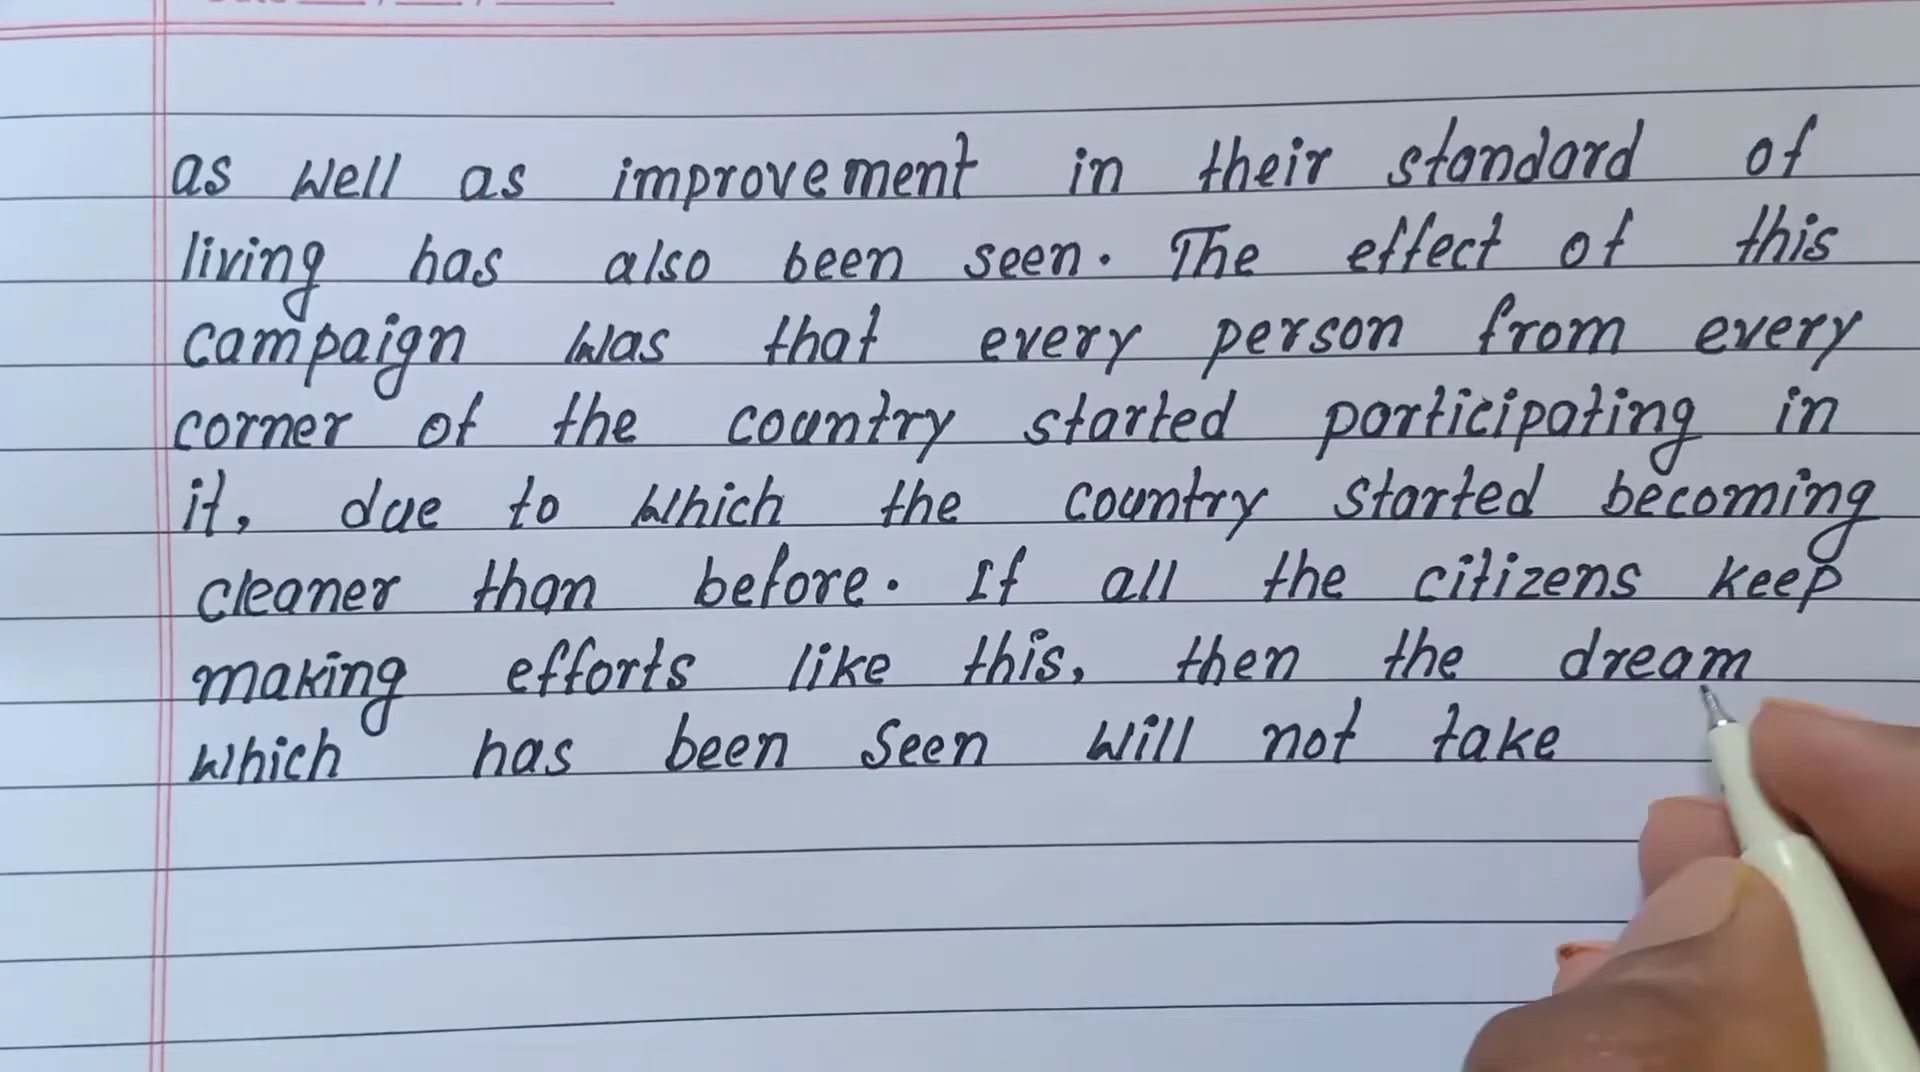 as well as improvement in their standard of
living has also been seen. The effect of this
campaign was that every person from every
corner of the country started participating in
it, due to which the country started becoming
cleaner than before. If all the citizens keep
making efforts like this, then the dream
which has been seen will not take